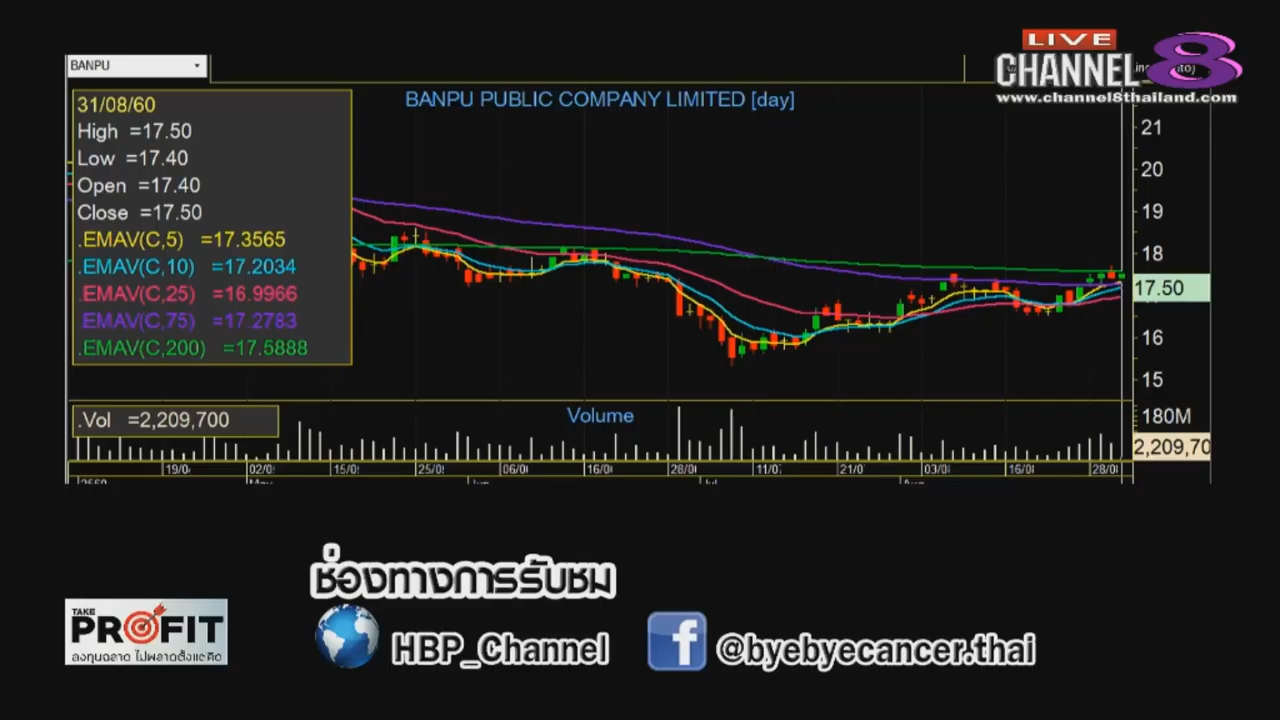 LIVE
CHANNEL 8
www.channel8thailand.com
BANPU
BANPU PUBLIC COMPANY LIMITED [day]
31/08/60
High =17.50
Low =17.40
Open =17.40
Close =17.50
.EMAV(C,5) =17.3565
.EMAV(C,10) =17.2034
.EMAV(C,25) =16.9966
.EMAV(C,75) =17.2783
.EMAV(C,200) =17.5888
21
20
19
18
17.50
16
15
.Vol =2,209,700
Volume
180M
2,209,70
19/0
02/0
15/0
25/0
06/0
16/0
28/0
11/0
21/0
03/0
16/0
28/0
ช่องทางการรับชม
HBP_Channel
@byebyecancer.thai
TAKE
PROFIT
ลงทุนฉลาด ไม่พลาดตั้งแต่คิด